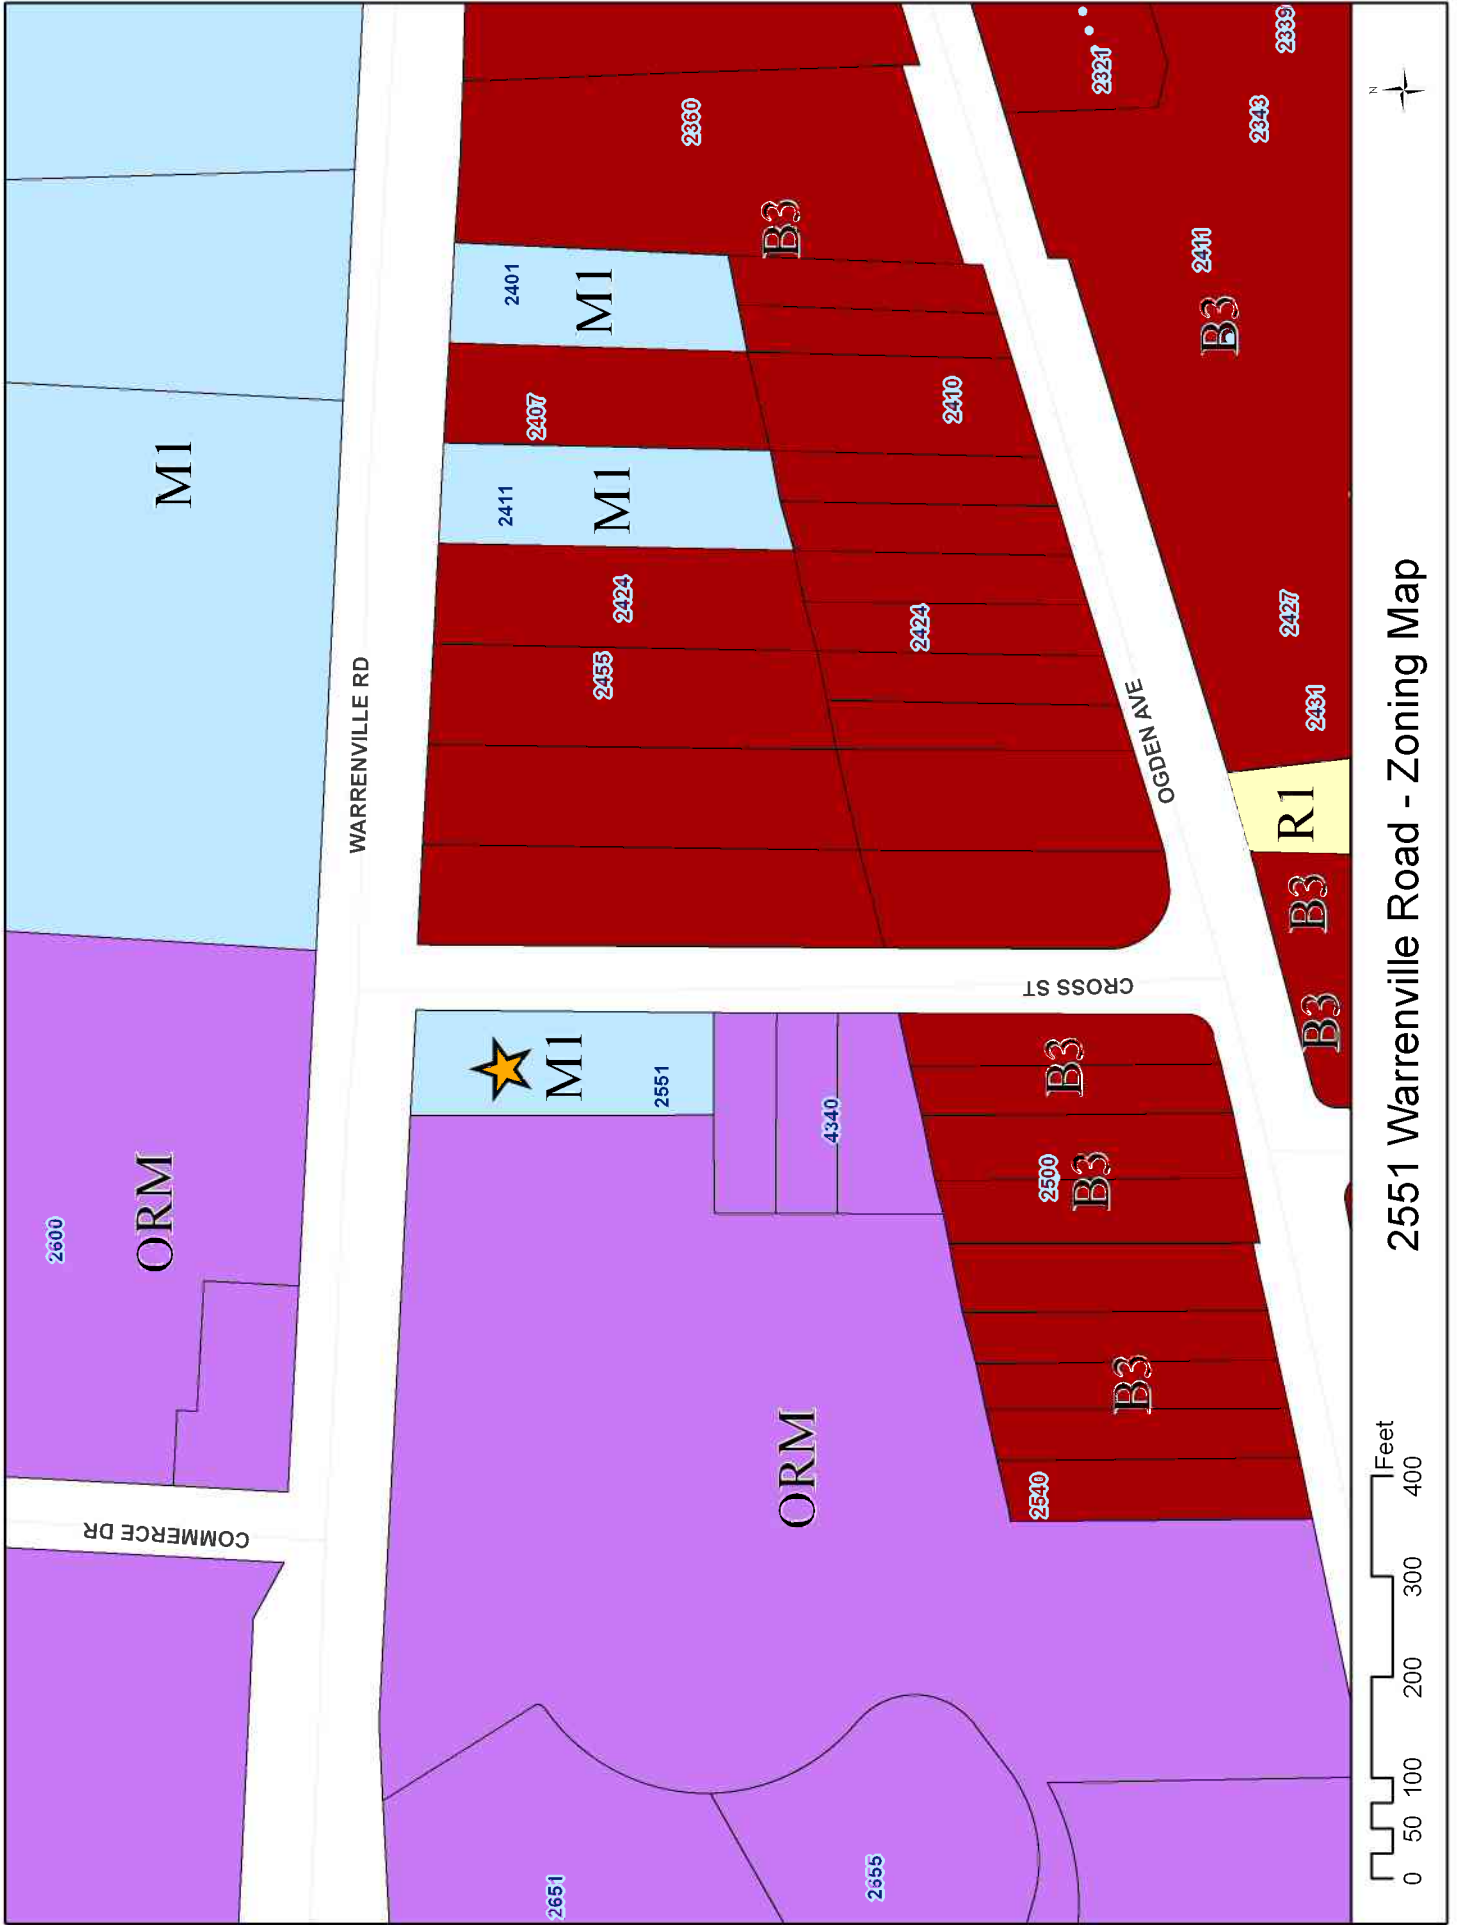 COMMERCE DR
2600
ORM
M1
WARRENVILLE RD
2651
2655
ORM
M1
2551
4340
CROSS ST
2540
B3
2500
B3
B3
2455
2424
2411
M1
2407
2401
M1
2360
B3
2424
2410
OGDEN AVE
2321
2339
2343
2411
B3
2427
2431
R1
B3
B3
N
25551 Warrenville Road - Zoning Map
Feet
0 50 100 200 300 400